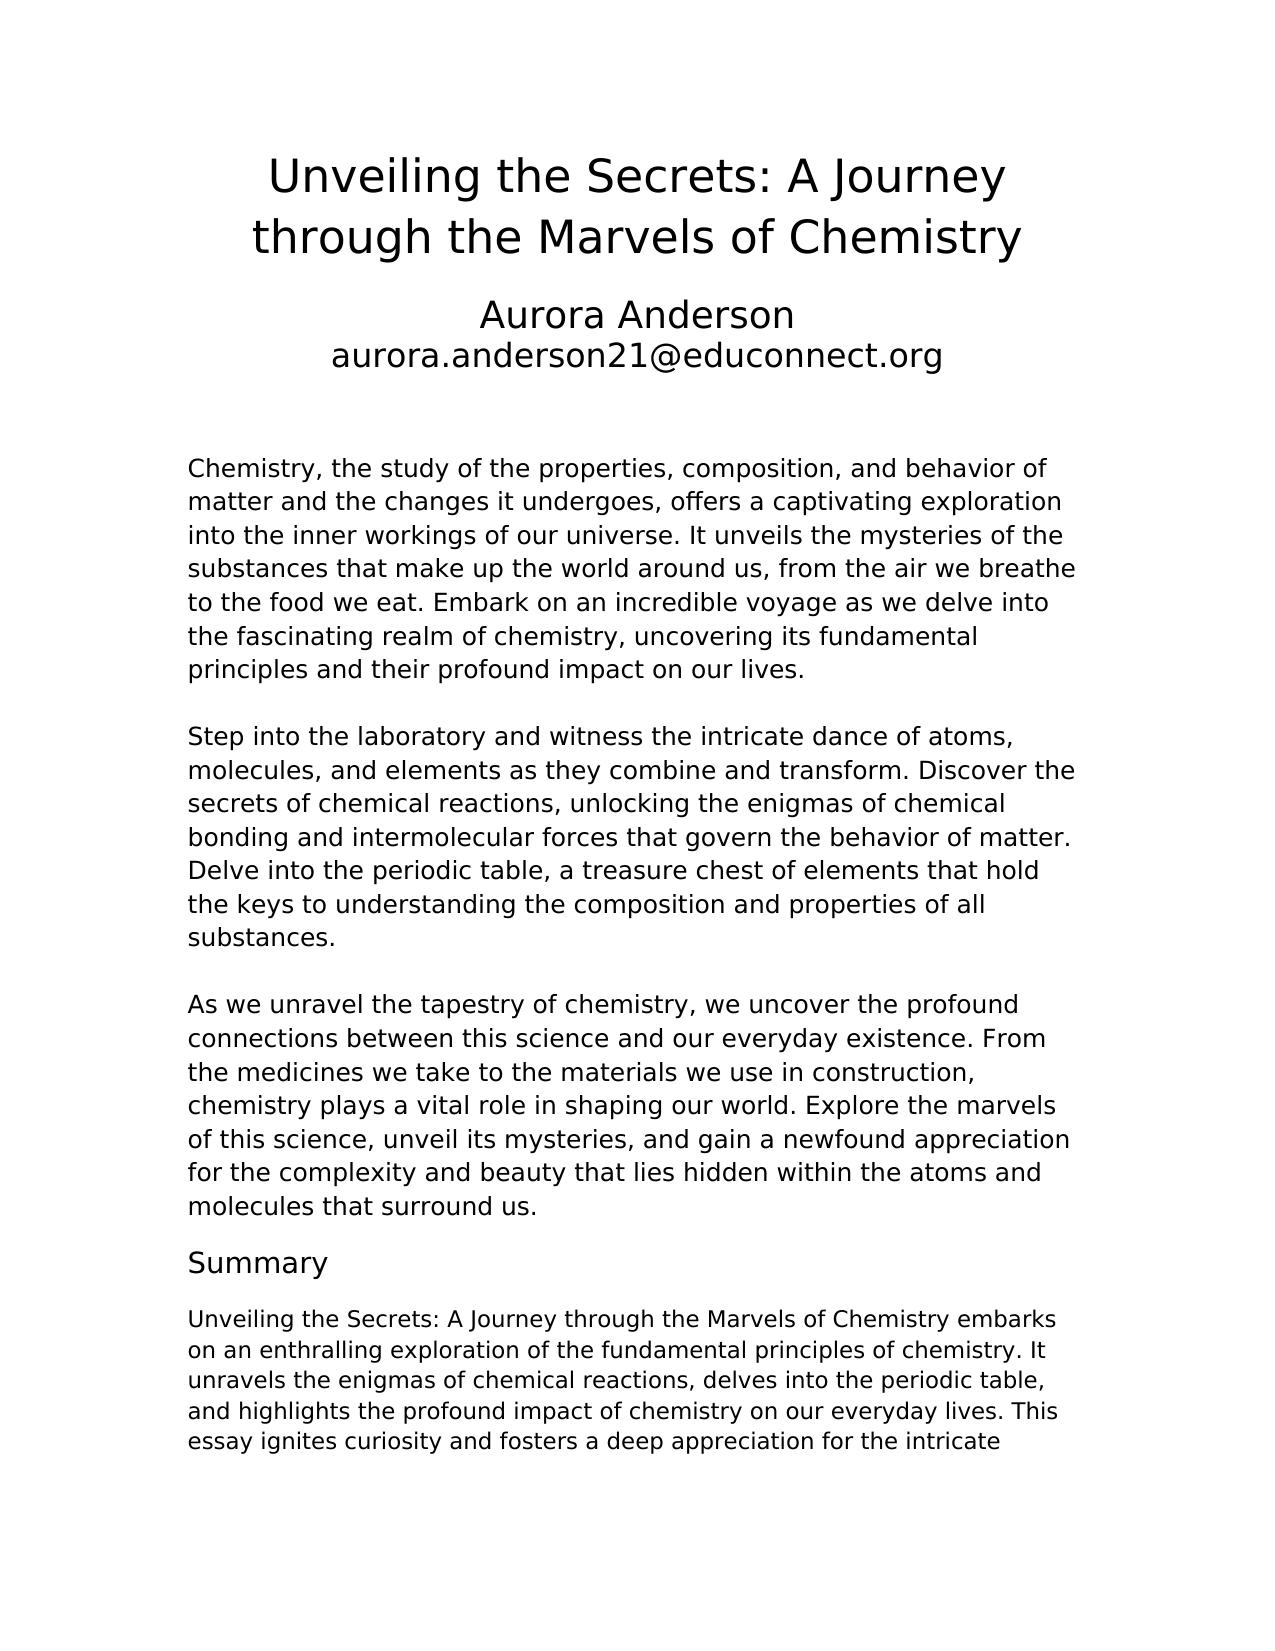 Unveiling the Secrets: A Journey
through the Marvels of Chemistry
Aurora Anderson
aurora.anderson21@educonnect.org
Chemistry, the study of the properties, composition, and behavior of
matter and the changes it undergoes, offers a captivating exploration
into the inner workings of our universe. It unveils the mysteries of the
substances that make up the world around us, from the air we breathe
to the food we eat. Embark on an incredible voyage as we delve into
the fascinating realm of chemistry, uncovering its fundamental
principles and their profound impact on our lives.
Step into the laboratory and witness the intricate dance of atoms,
molecules, and elements as they combine and transform. Discover the
secrets of chemical reactions, unlocking the enigmas of chemical
bonding and intermolecular forces that govern the behavior of matter.
Delve into the periodic table, a treasure chest of elements that hold
the keys to understanding the composition and properties of all
substances.
As we unravel the tapestry of chemistry, we uncover the profound
connections between this science and our everyday existence. From
the medicines we take to the materials we use in construction,
chemistry plays a vital role in shaping our world. Explore the marvels
of this science, unveil its mysteries, and gain a newfound appreciation
for the complexity and beauty that lies hidden within the atoms and
molecules that surround us.
Summary
Unveiling the Secrets: A Journey through the Marvels of Chemistry embarks
on an enthralling exploration of the fundamental principles of chemistry. It
unravels the enigmas of chemical reactions, delves into the periodic table,
and highlights the profound impact of chemistry on our everyday lives. This
essay ignites curiosity and fosters a deep appreciation for the intricate